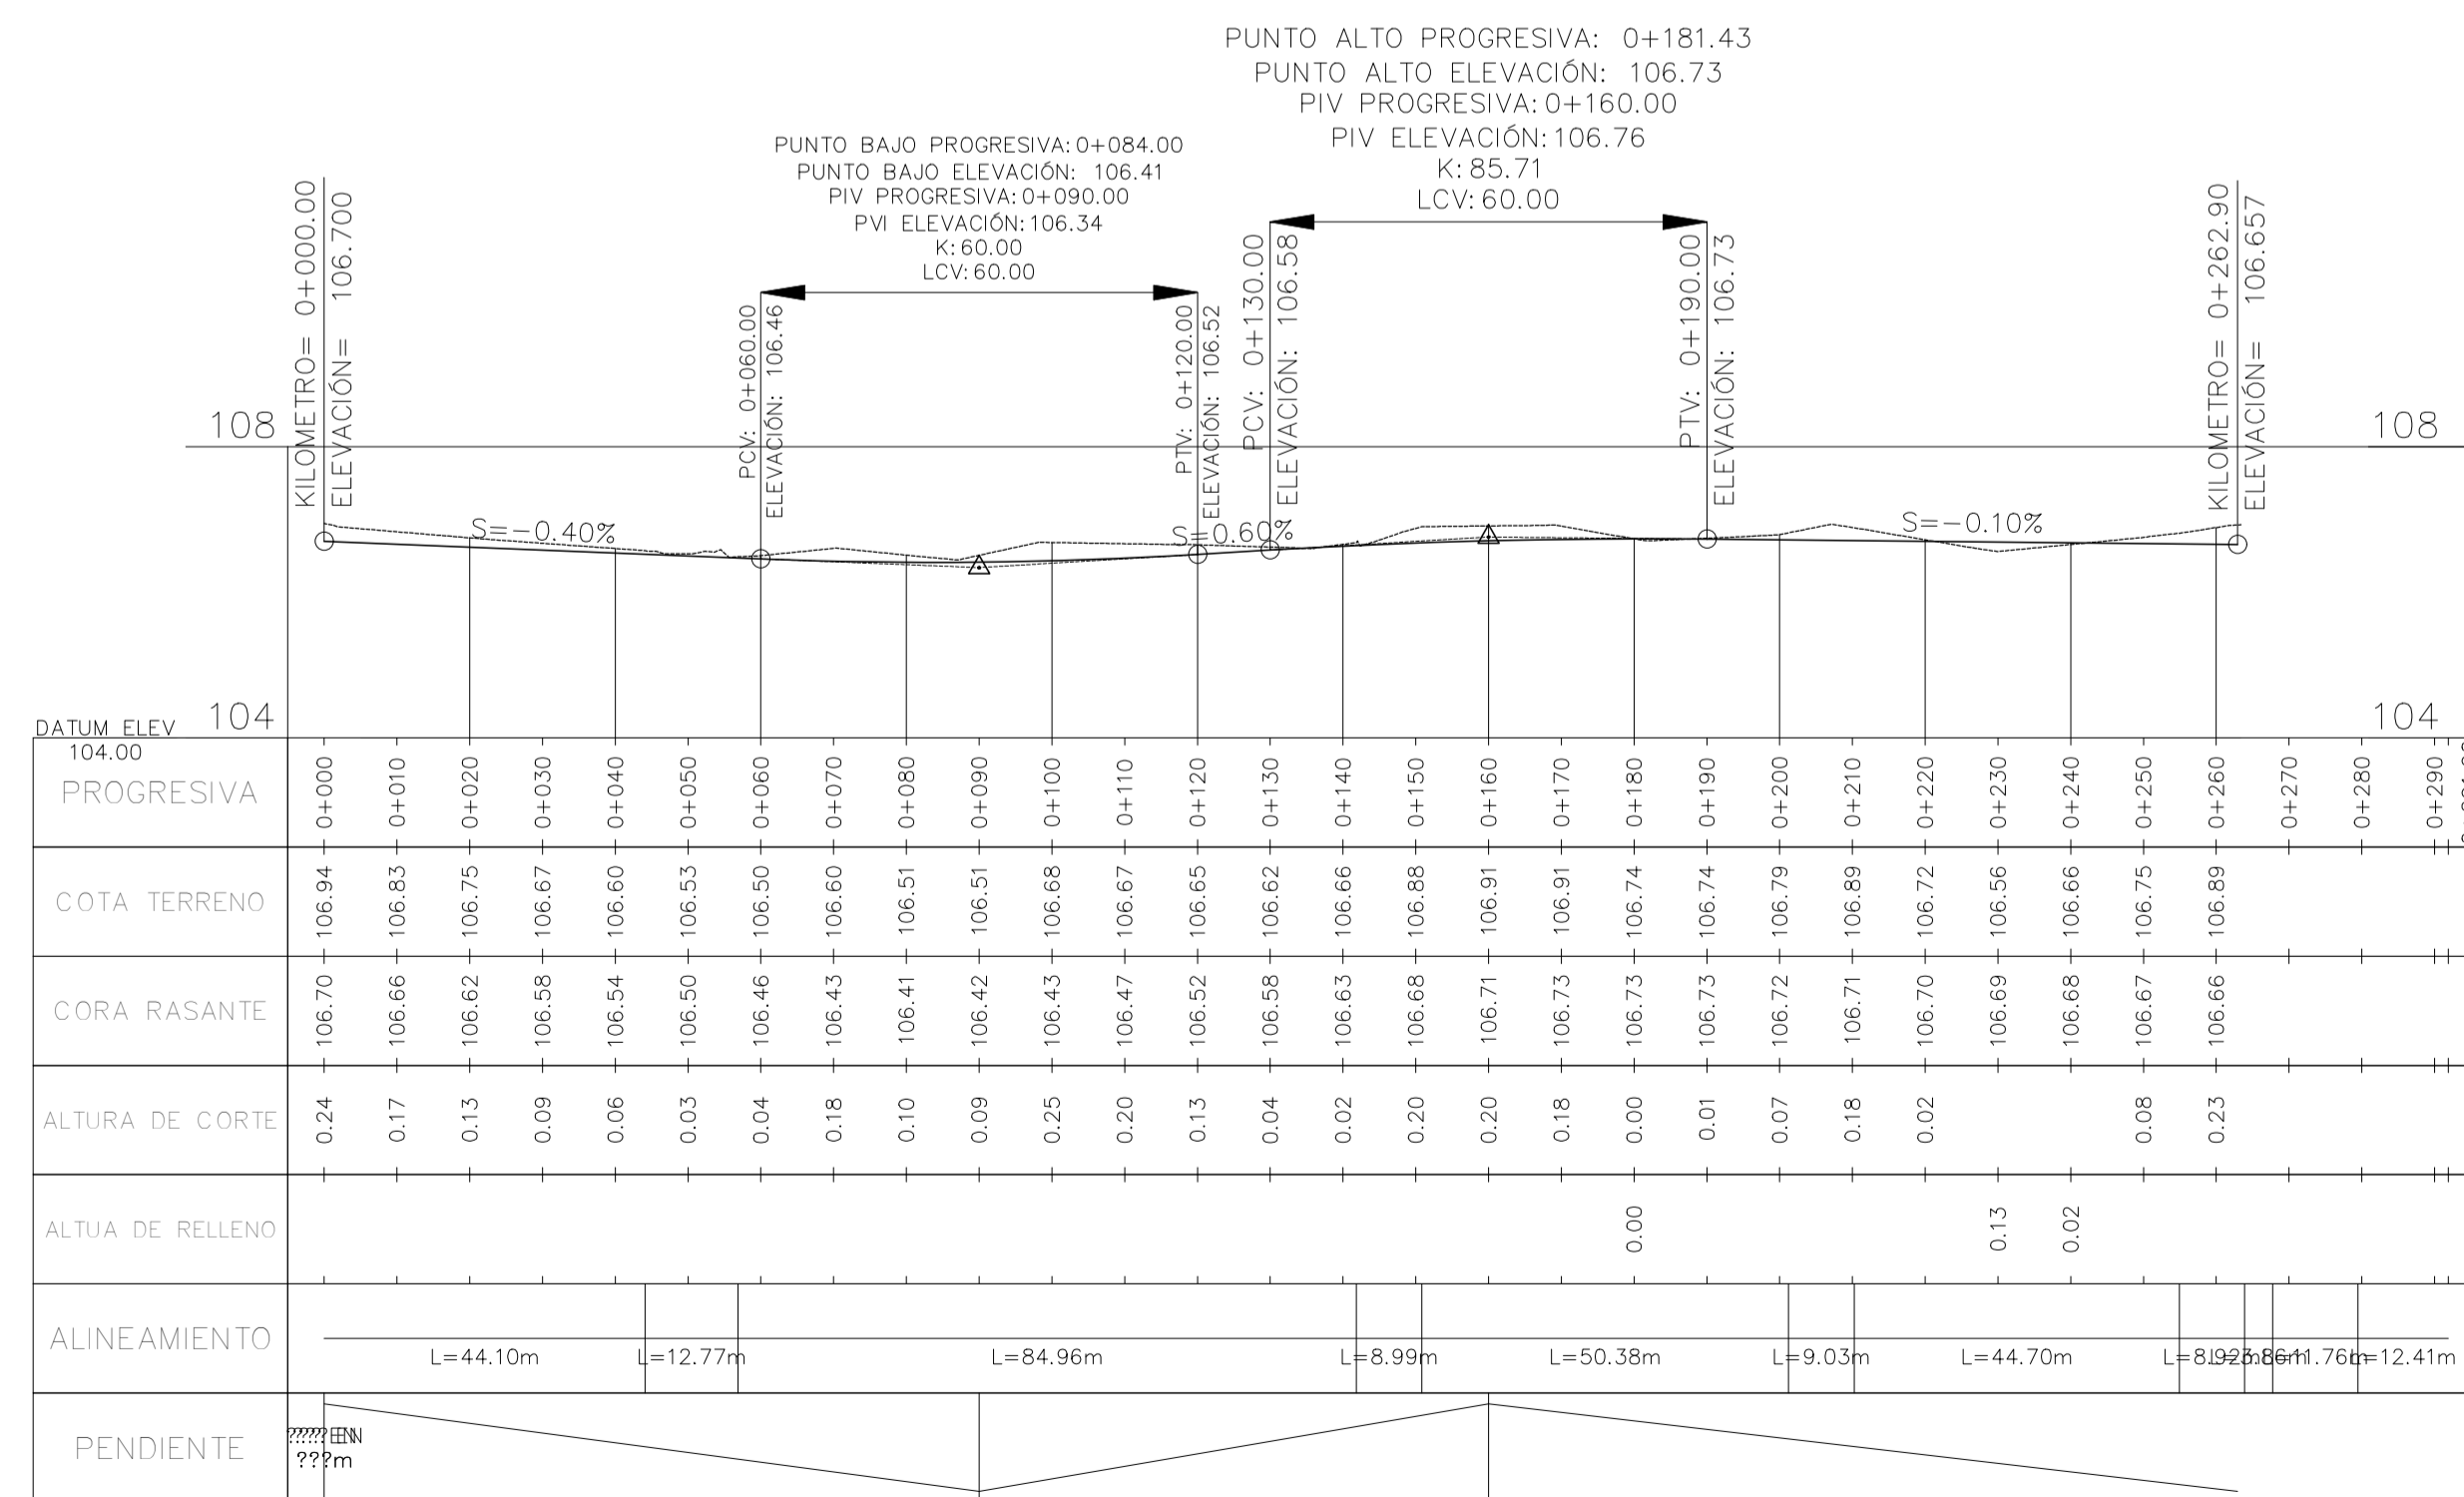 PUNTO ALTO PROGRESIVA: 0+181.43
PUNTO ALTO ELEVACIÓN: 106.73
PIV PROGRESIVA:0+160.00
PIV ELEVACIÓN:106.76
K:85.71
LCV:60.00
PUNTO BAJO PROGRESIVA:0+084.00
PUNTO BAJO ELEVACIÓN: 106.41
PIV PROGRESIVA:0+090.00
PVI ELEVACIÓN:106.34
K:60.00
LCV:60.00
KILOMETRO= 0+000.00
ELEVACIÓN= 106.700
PCV: 0+060.00
ELEVACIÓN: 106.46
PTV: 0+120.00
ELEVACIÓN: 106.52
PCV: 0+130.00
ELEVACIÓN: 106.58
PTV: 0+190.00
ELEVACIÓN: 106.73
KILOMETRO= 0+262.90
ELEVACIÓN= 106.657
108 108
S=-0.40% S=0.60% S=-0.10%
104 104
DATUM ELEV
104.00
PROGRESIVA 0+000 0+010 0+020 0+030 0+040 0+050 0+060 0+070 0+080 0+090 0+100 0+110 0+120 0+130 0+140 0+150 0+160 0+170 0+180 0+190 0+200 0+210 0+220 0+230 0+240 0+250 0+260 0+270 0+280 0+290
COTA TERRENO 106.94 106.83 106.75 106.67 106.60 106.53 106.50 106.60 106.51 106.51 106.68 106.67 106.65 106.62 106.66 106.88 106.91 106.91 106.74 106.74 106.79 106.89 106.72 106.56 106.66 106.75 106.89
CORA RASANTE 106.70 106.66 106.62 106.58 106.54 106.50 106.46 106.43 106.41 106.42 106.43 106.47 106.52 106.58 106.63 106.68 106.71 106.73 106.73 106.73 106.72 106.71 106.70 106.69 106.68 106.67 106.66
ALTURA DE CORTE 0.24 0.17 0.13 0.09 0.06 0.03 0.04 0.18 0.10 0.09 0.25 0.20 0.13 0.04 0.02 0.20 0.20 0.18 0.00 0.01 0.07 0.18 0.02 0.08 0.23
ALTUA DE RELLENO 0.00 0.13 0.02
ALINEAMIENTO L=44.10m L=12.77m L=84.96m L=8.99m L=50.38m L=9.03m L=44.70m L=12.41m
PENDIENTE
???m